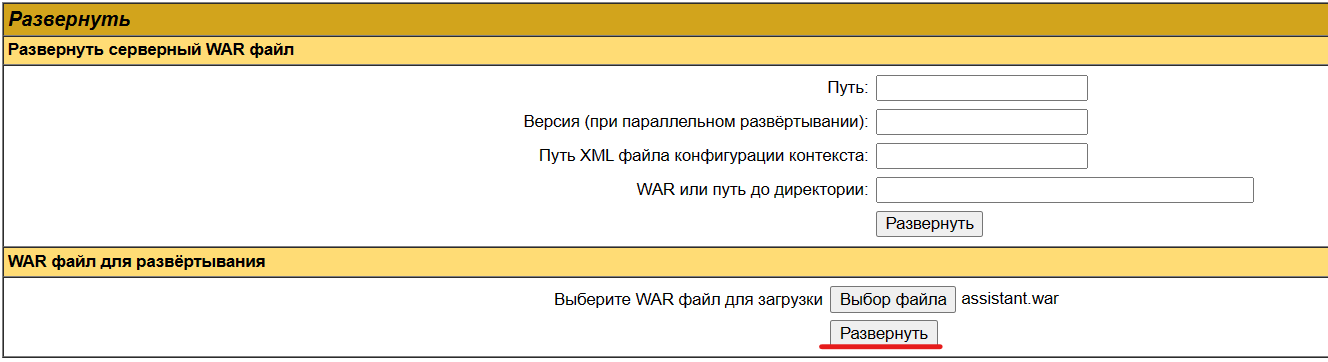 Развернуть
Развернуть серверный WAR файл
Путь:
Версия (при параллельном развёртывании):
Путь XML файла конфигурации контекста:
WAR или путь до директории:
Развернуть
WAR файл для развёртывания
Выберите WAR файл для загрузки Выбор файла assistant.war
Развернуть